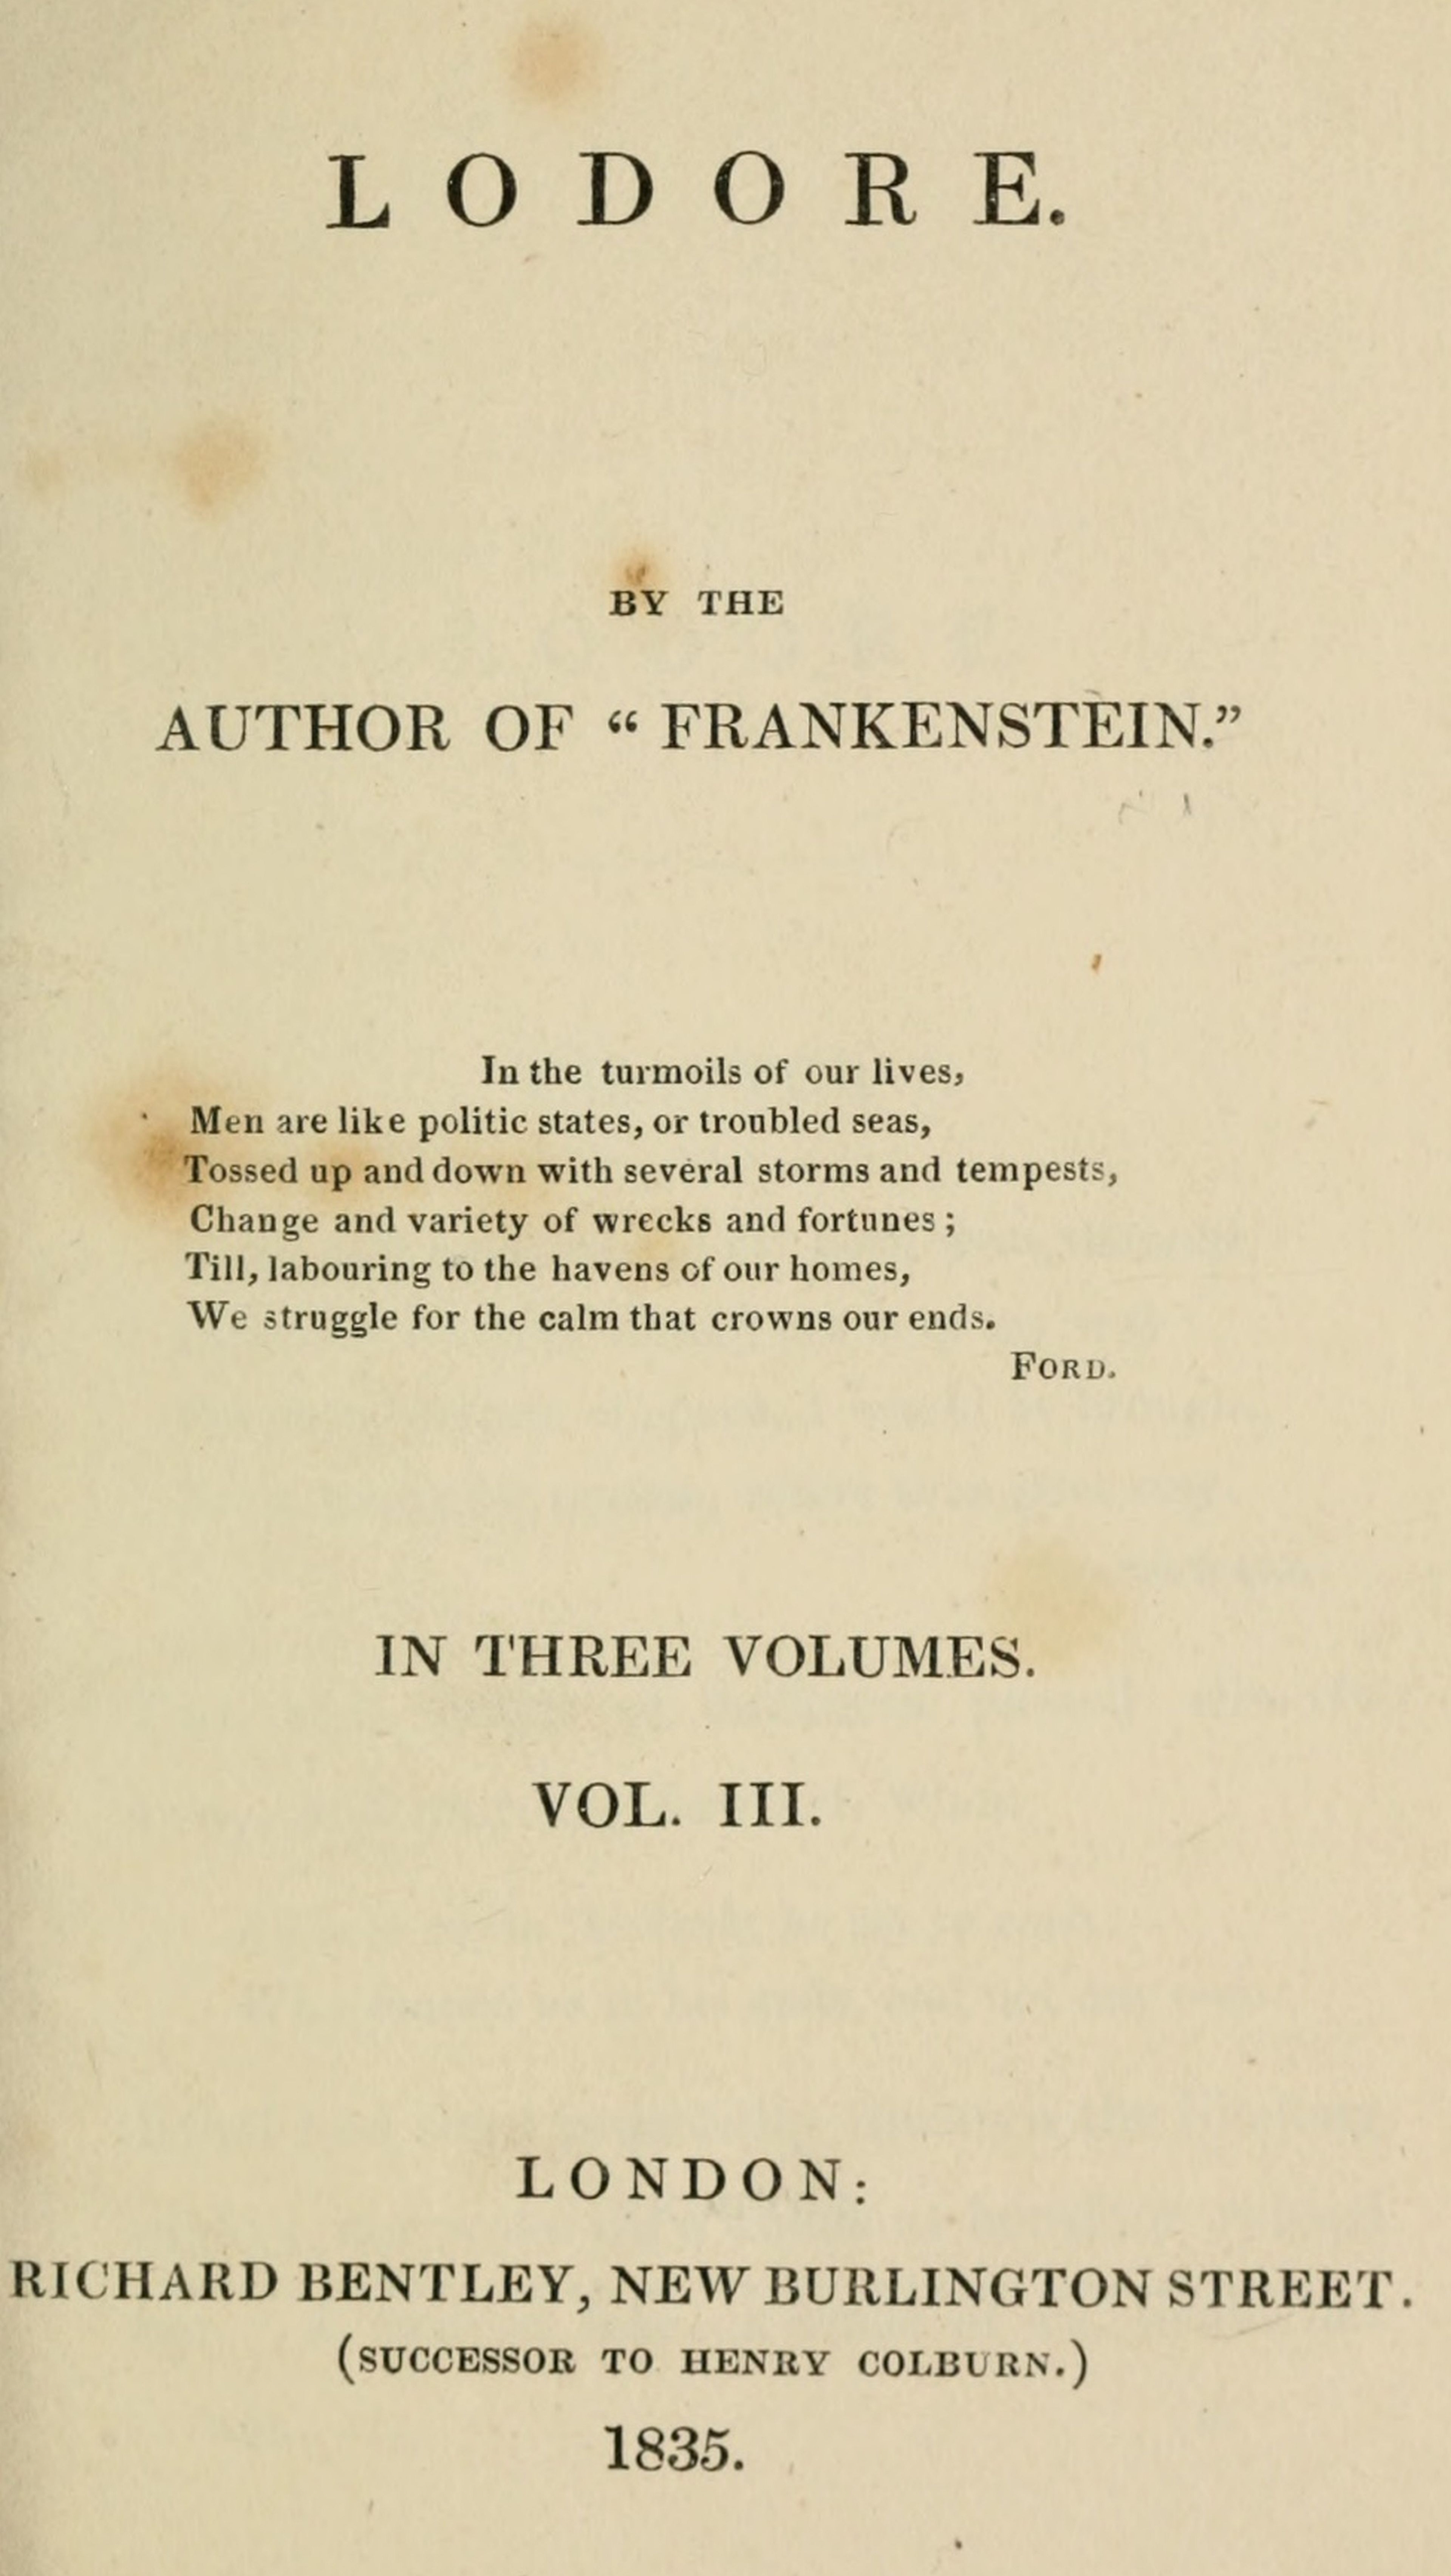 LODORE.
BY THE
AUTHOR OF “ FRANKENSTEIN.”
In the turmoils of our lives,
Men are like politic states, or troubled seas,
Tossed up and down with several storms and tempests,
Change and variety of wrecks and fortunes ;
Till, labouring to the havens of our homes,
We struggle for the calm that crowns our ends.
FORD.
IN THREE VOLUMES.
VOL. III.
LONDON:
RICHARD BENTLEY, NEW BURLINGTON STREET.
(SUCCESSOR TO HENRY COLBURN.)
1835.